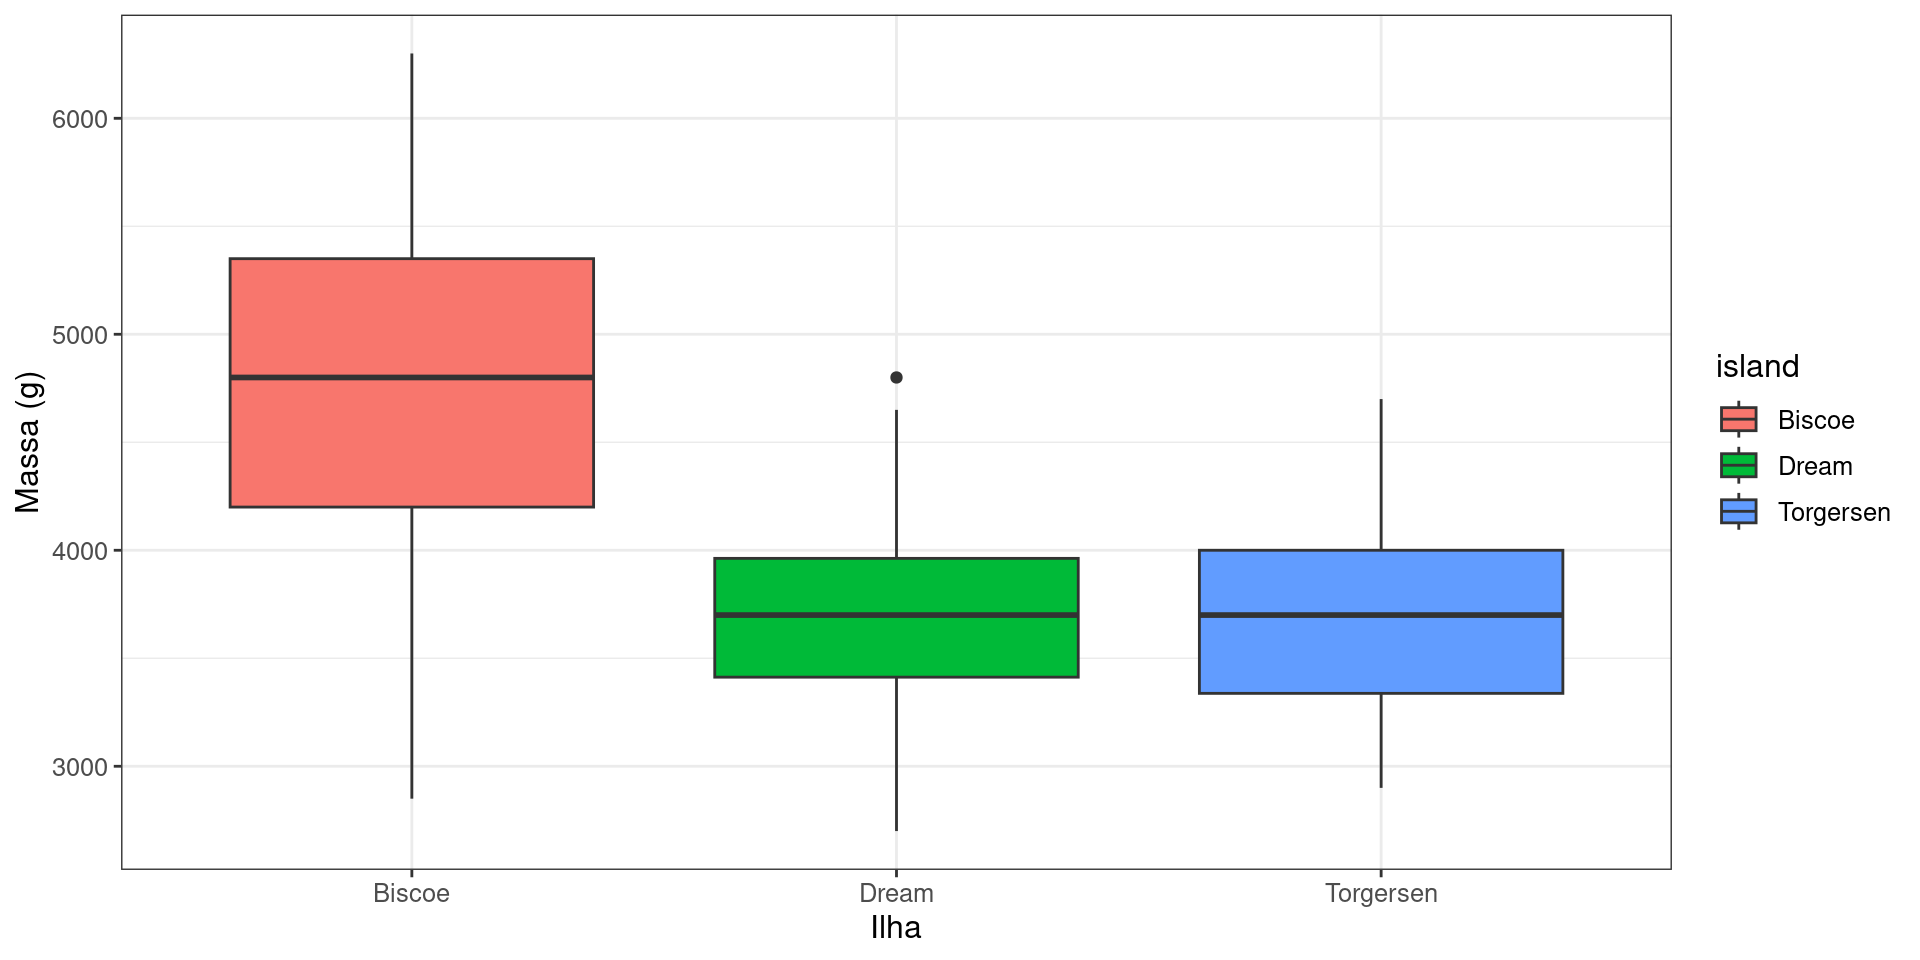 Massa (g)
6000
5000
4000
3000
Biscoe
Dream
Torgersen
Ilha
island
Biscoe
Dream
Torgersen